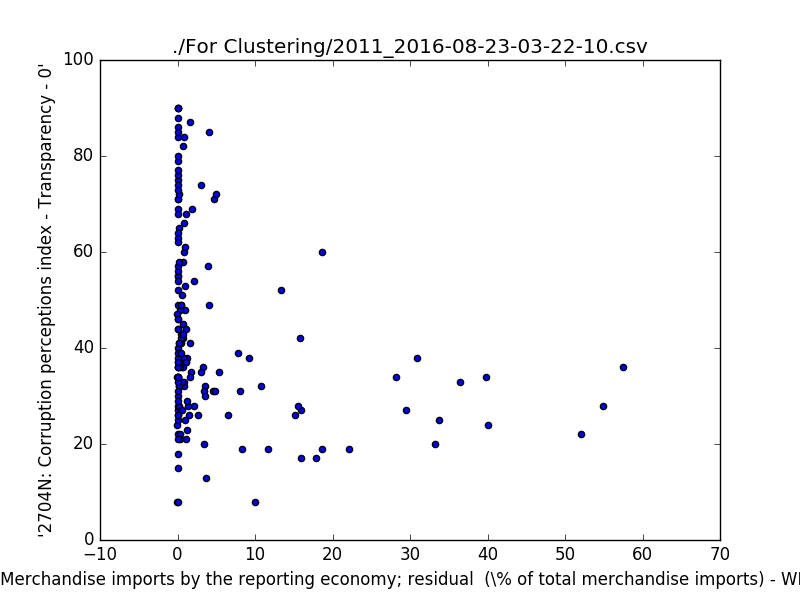 ./For Clustering/2011_2016-08-23-03-22-10.csv
'2704N: Corruption perceptions index - Transparency - 0'
100
80
60
40
20
0
−10 0 10 20 30 40 50 60 70
Merchandise imports by the reporting economy; residual (\% of total merchandise imports) -